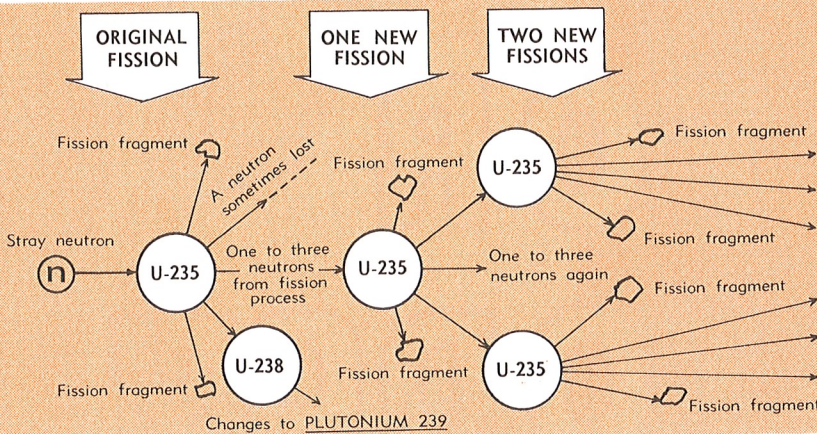 ORIGINAL
FISSION
ONE NEW
FISSION
TWO NEW
FISSIONS
Fission fragment
A neutron
sometimes lost
Stray neutron
n
U-235
One to three
neutrons
from fission
process
U-238
Fission fragment
Changes to PLUTONIUM 239
Fission fragment
U-235
Fission fragment
U-235
Fission fragment
Fission fragment
One to three
neutrons again
U-235
Fission fragment
Fission fragment